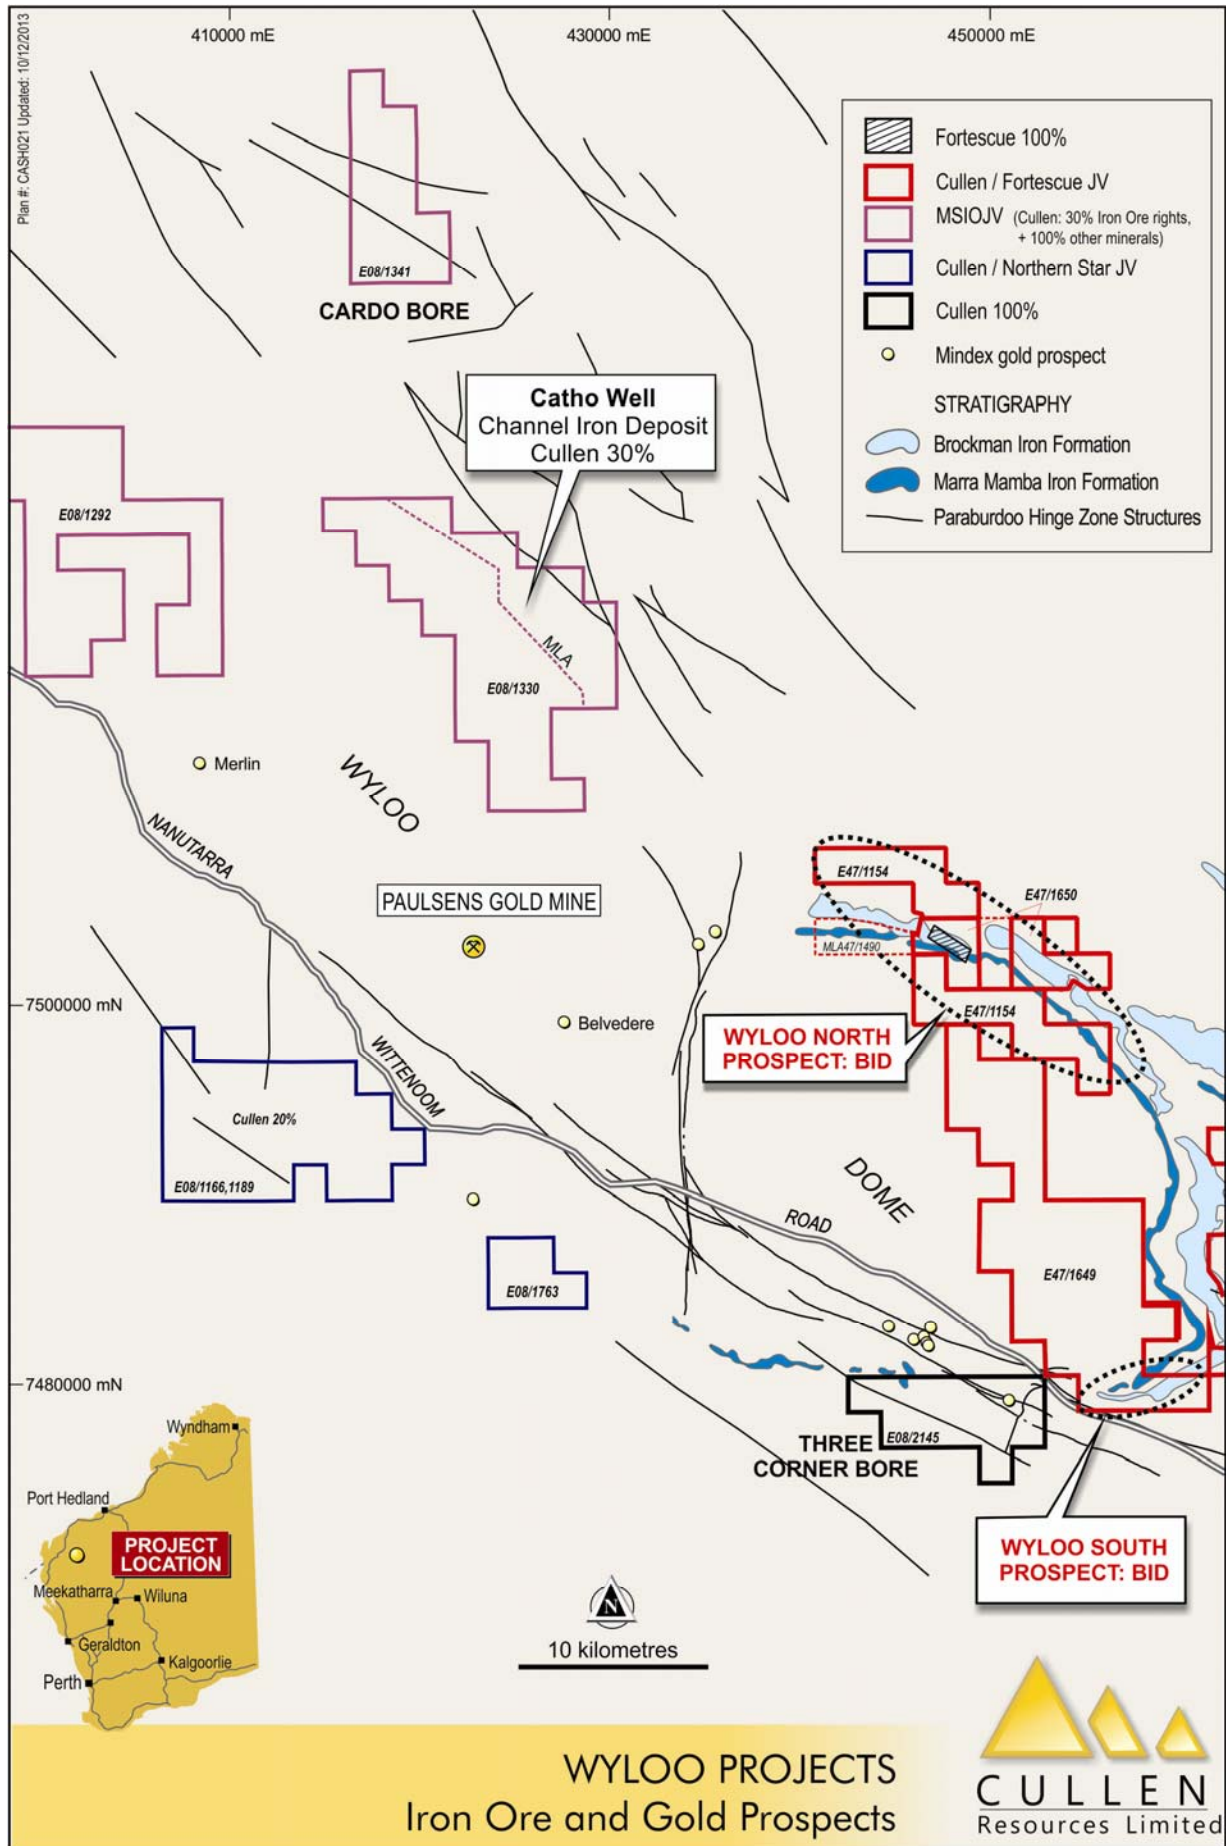 410000 mE
430000 mE
450000 mE
Plan #: CASH021 Updated: 10/12/2013
Fortescue 100%
Cullen / Fortescue JV
MSIOJV (Cullen: 30% Iron Ore rights,
+ 100% other minerals)
Cullen / Northern Star JV
Cullen 100%
Mindex gold prospect
STRATIGRAPHY
Brockman Iron Formation
Marra Mamba Iron Formation
Paraburdoo Hinge Zone Structures
E08/1341
CARDO BORE
Catho Well
Channel Iron Deposit
Cullen 30%
E08/1292
MLA
E08/1330
Merlin
WYLOO
NANUTARRA
PAULSENS GOLD MINE
E47/1154
E47/1650
MLA47/1490
7500000 mN
E47/1154
Belvedere
WYLOO NORTH
PROSPECT: BID
WITTENOOM
Cullen 20%
E08/1166,1189
DOME
ROAD
E47/1649
E08/1763
7480000 mN
E08/2145
THREE
CORNER BORE
WYLOO SOUTH
PROSPECT: BID
Wyndham
Port Hedland
PROJECT
LOCATION
Meekatharra
Wiluna
Geraldton
Kalgoorlie
Perth
N
10 kilometres
WYLOO PROJECTS
Iron Ore and Gold Prospects
CULLEN
Resources Limited